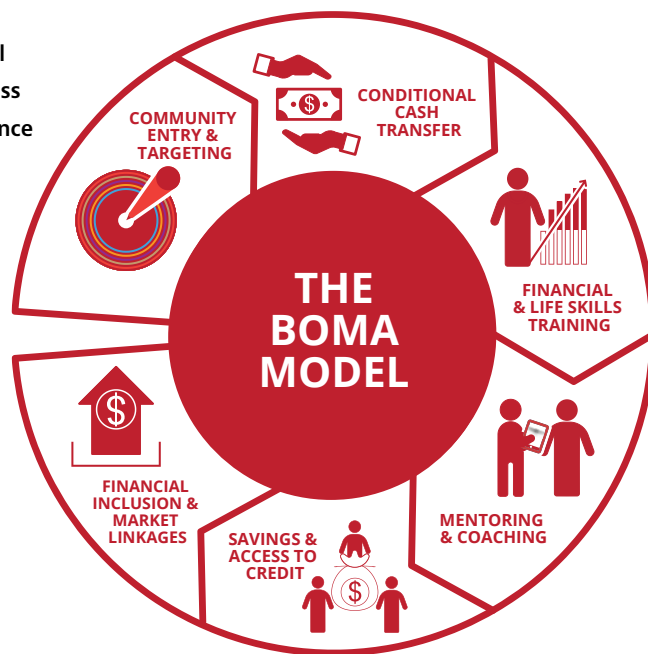 COMMUNITY
ENTRY &
TARGETING
CONDITIONAL
CASH
TRANSFER
$
FINANCIAL
& LIFE SKILLS
TRAINING
THE
BOMA
MODEL
MENTORING
& COACHING
SAVINGS &
ACCESS TO
CREDIT
$
FINANCIAL
INCLUSION &
MARKET
LINKAGES
$